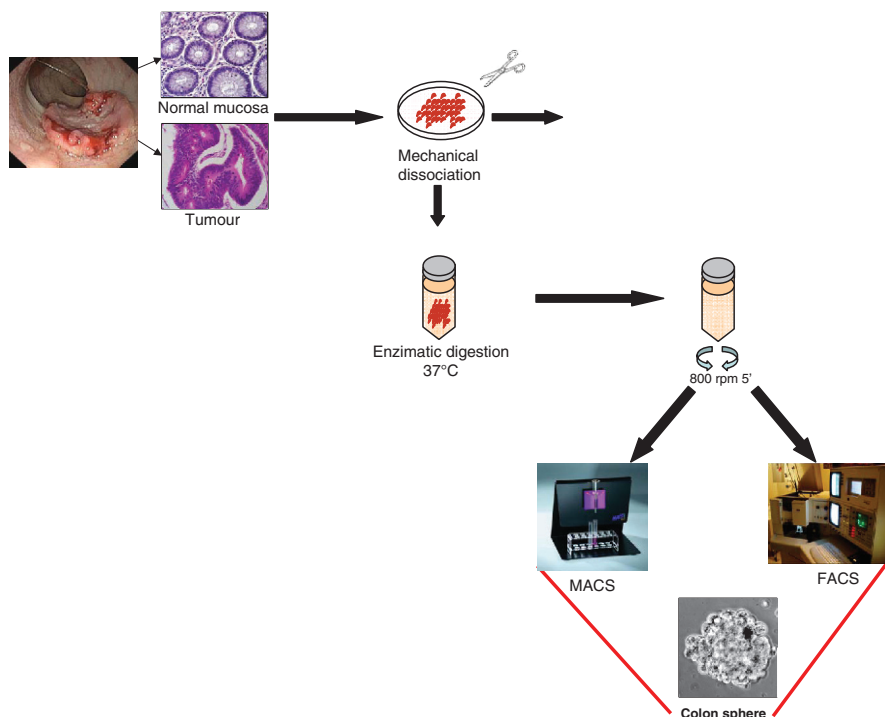 Normal mucosa
Tumour
Mechanical
dissociation
Enzimatic digestion
37°C
800 rpm 5’
MACS
FACS
Colon sphere